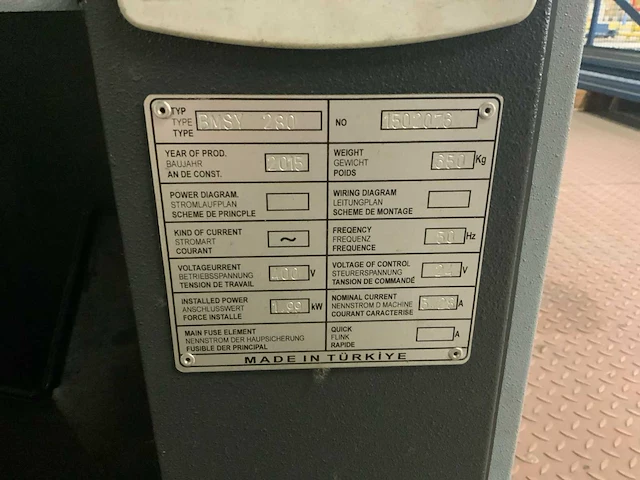 TYP
TYPE BMSY 280
TYPE
NO 1502073
YEAR OF PROD.
BAUJAHR 2015
AN DE CONST.
WEIGHT
GEWICHT Kg
POIDS
POWER DIAGRAM.
STROMLAUFPLAN
SCHEME DE PRINCPLE
WIRING DIAGRAM
LEITUNGPLAN
SCHEME DE MONTAGE
KIND OF CURRENT
STROMART ~
COURANT
FREQENCY
FREQUENZ 50 Hz
FREQUENCE
VOLTAGEURRENT
BETRIEBSSPANNUNG 400 V
TENSION DE TRAVAIL
VOLTAGE OF CONTROL
STEUERERSPANNUNG 24 V
TANSION DE COMMANDÉ
INSTALLED POWER
ANSCHLUSSWERT 1.99 kW
FORCE INSTALLE
NOMINAL CURRENT
NENNSTROM D MACHINE A
COURANT CARACTERISE
MAIN FUSE ELEMENT
NENNSTROM DER HAUPSICHERUNG
FUSIBLE DER PRINCIPAL
QUICK
FLINK A
RAPIDE
MADE IN TÜRKİYE